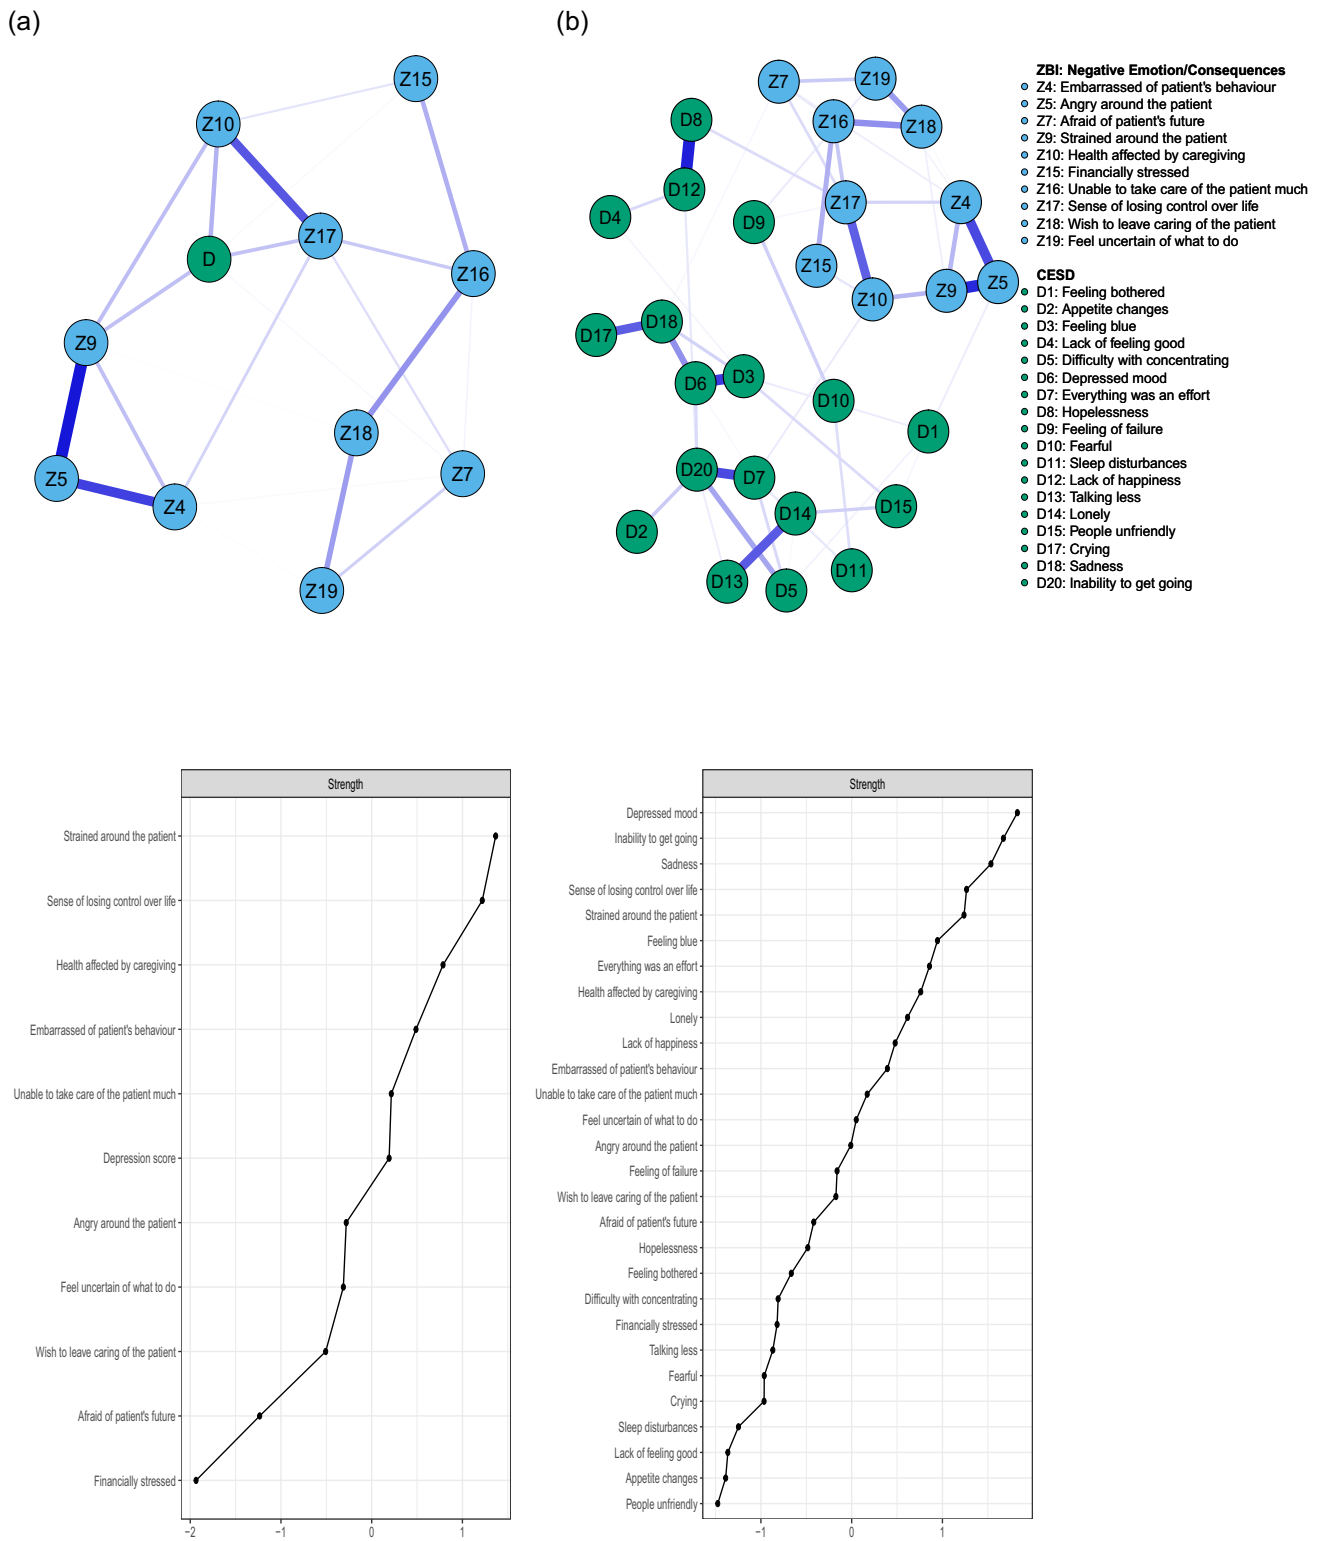 (a)
(b)
Z15
Z10
Z17
D
Z16
Z9
Z18
Z7
Z5
Z4
Z19
Z7
Z19
D8
Z16
Z18
D12
D4
D9
Z17
Z4
Z15
Z10
Z9
Z5
D17
D18
D6
D3
D10
D1
D20
D7
D15
D14
D2
D13
D5
D11
ZBI: Negative Emotion/Consequences
Z4: Embarrassed of patient's behaviour
Z5: Angry around the patient
Z7: Afraid of patient's future
Z9: Strained around the patient
Z10: Health affected by caregiving
Z15: Financially stressed
Z16: Unable to take care of the patient much
Z17: Sense of losing control over life
Z18: Wish to leave caring of the patient
Z19: Feel uncertain of what to do
CESD
D1: Feeling bothered
D2: Appetite changes
D3: Feeling blue
D4: Lack of feeling good
D5: Difficulty with concentrating
D6: Depressed mood
D7: Everything was an effort
D8: Hopelessness
D9: Feeling of failure
D10: Fearful
D11: Sleep disturbances
D12: Lack of happiness
D13: Talking less
D14: Lonely
D15: People unfriendly
D17: Crying
D18: Sadness
D20: Inability to get going
Strength
Strained around the patient
Sense of losing control over life
Health affected by caregiving
Embarrassed of patient's behaviour
Unable to take care of the patient much
Depression score
Angry around the patient
Feel uncertain of what to do
Wish to leave caring of the patient
Afraid of patient's future
Financially stressed
−2 −1 0 1
Strength
Depressed mood
Inability to get going
Sadness
Sense of losing control over life
Strained around the patient
Feeling blue
Everything was an effort
Health affected by caregiving
Lonely
Lack of happiness
Embarrassed of patient's behaviour
Unable to take care of the patient much
Feel uncertain of what to do
Angry around the patient
Feeling of failure
Wish to leave caring of the patient
Afraid of patient's future
Hopelessness
Feeling bothered
Difficulty with concentrating
Financially stressed
Talking less
Fearful
Crying
Sleep disturbances
Lack of feeling good
Appetite changes
People unfriendly
−1 0 1